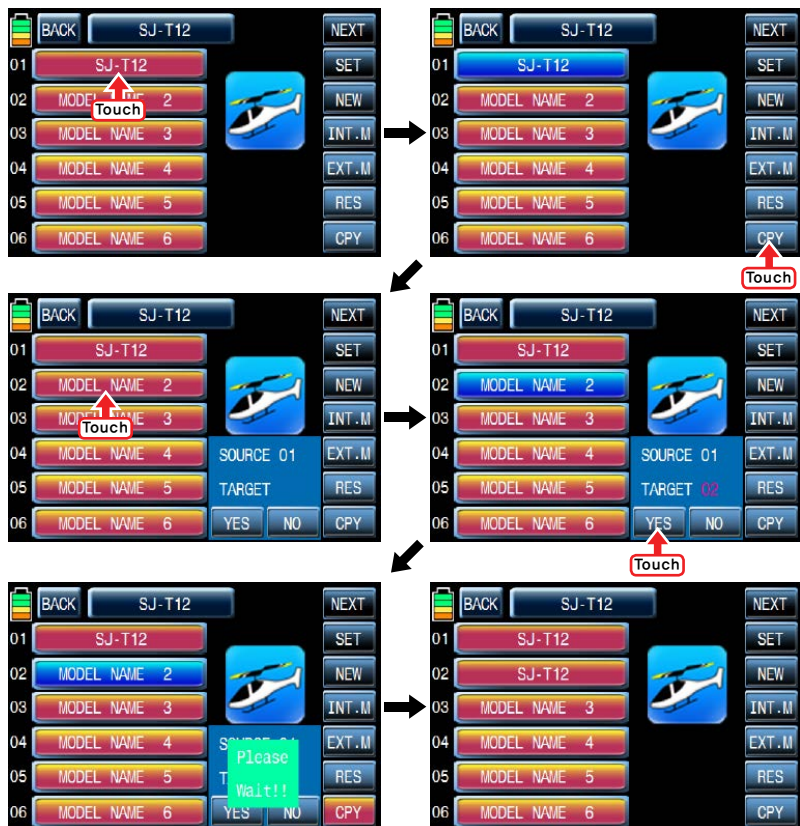 BACK SJ-T12 NEXT
01 SJ-T12 SET
02 MODEL NAME 2 NEW
Touch
03 MODEL NAME 3 INT.M
04 MODEL NAME 4 EXT.M
05 MODEL NAME 5 RES
06 MODEL NAME 6 CPY
BACK SJ-T12 NEXT
01 SJ-T12 SET
02 MODEL NAME 2 NEW
03 MODEL NAME 3 INT.M
04 MODEL NAME 4 EXT.M
05 MODEL NAME 5 RES
06 MODEL NAME 6 CPY
Touch
BACK SJ-T12 NEXT
01 SJ-T12 SET
02 MODEL NAME 2 NEW
03 MODEL NAME 3 INT.M
Touch
04 MODEL NAME 4 SOURCE 01 EXT.M
05 MODEL NAME 5 TARGET RES
06 MODEL NAME 6 YES NO CPY
BACK SJ-T12 NEXT
01 SJ-T12 SET
02 MODEL NAME 2 NEW
03 MODEL NAME 3 INT.M
04 MODEL NAME 4 SOURCE 01 EXT.M
05 MODEL NAME 5 TARGET 02 RES
06 MODEL NAME 6 YES NO CPY
Touch
BACK SJ-T12 NEXT
01 SJ-T12 SET
02 MODEL NAME 2 NEW
03 MODEL NAME 3 INT.M
04 MODEL NAME 4 EXT.M
Please
05 MODEL NAME 5 RES
Wait!!
06 MODEL NAME 6 YES NO CPY
BACK SJ-T12 NEXT
01 SJ-T12 SET
02 SJ-T12 NEW
03 MODEL NAME 3 INT.M
04 MODEL NAME 4 EXT.M
05 MODEL NAME 5 RES
06 MODEL NAME 6 CPY